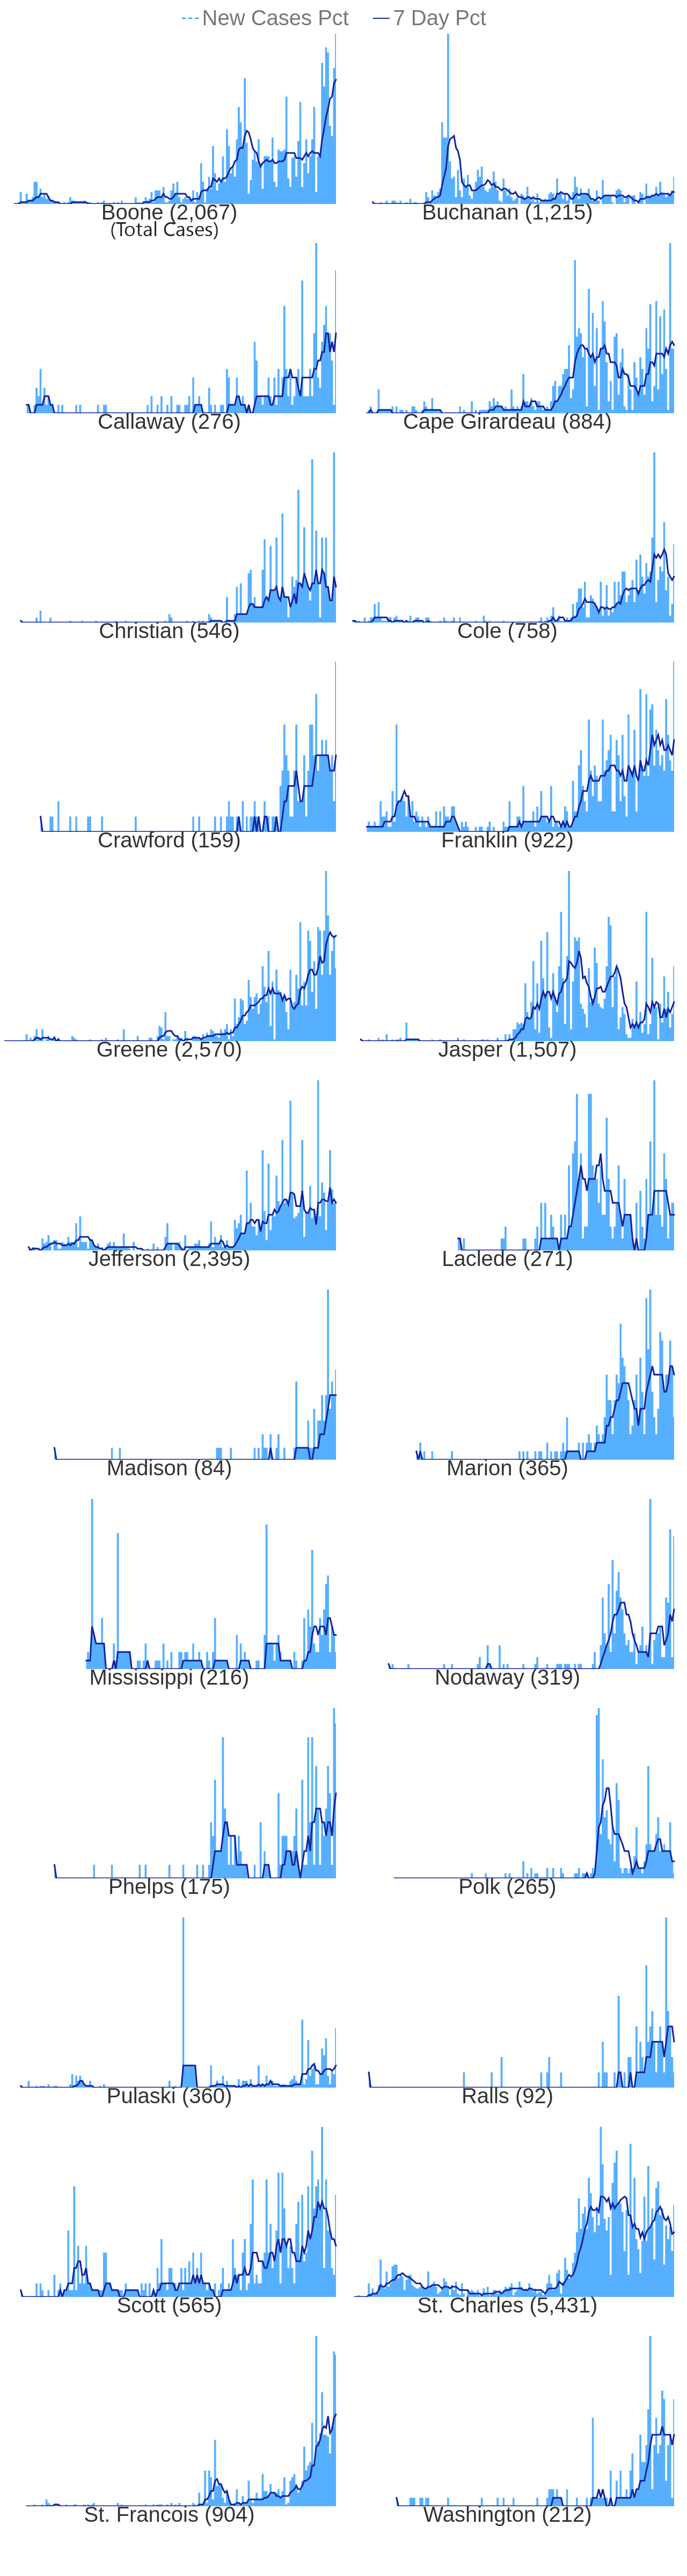 New Cases Pct 7 Day Pct
Boone (2,067) Buchanan (1,215)
(Total Cases)
Callaway (276) Cape Girardeau (884)
Christian (546) Cole (758)
Crawford (159) Franklin (922)
Greene (2,570) Jasper (1,507)
Jefferson (2,395) Laclede (271)
Madison (84) Marion (365)
Mississippi (216) Nodaway (319)
Phelps (175) Polk (265)
Pulaski (360) Ralls (92)
Scott (565) St. Charles (5,431)
St. Francois (904) Washington (212)